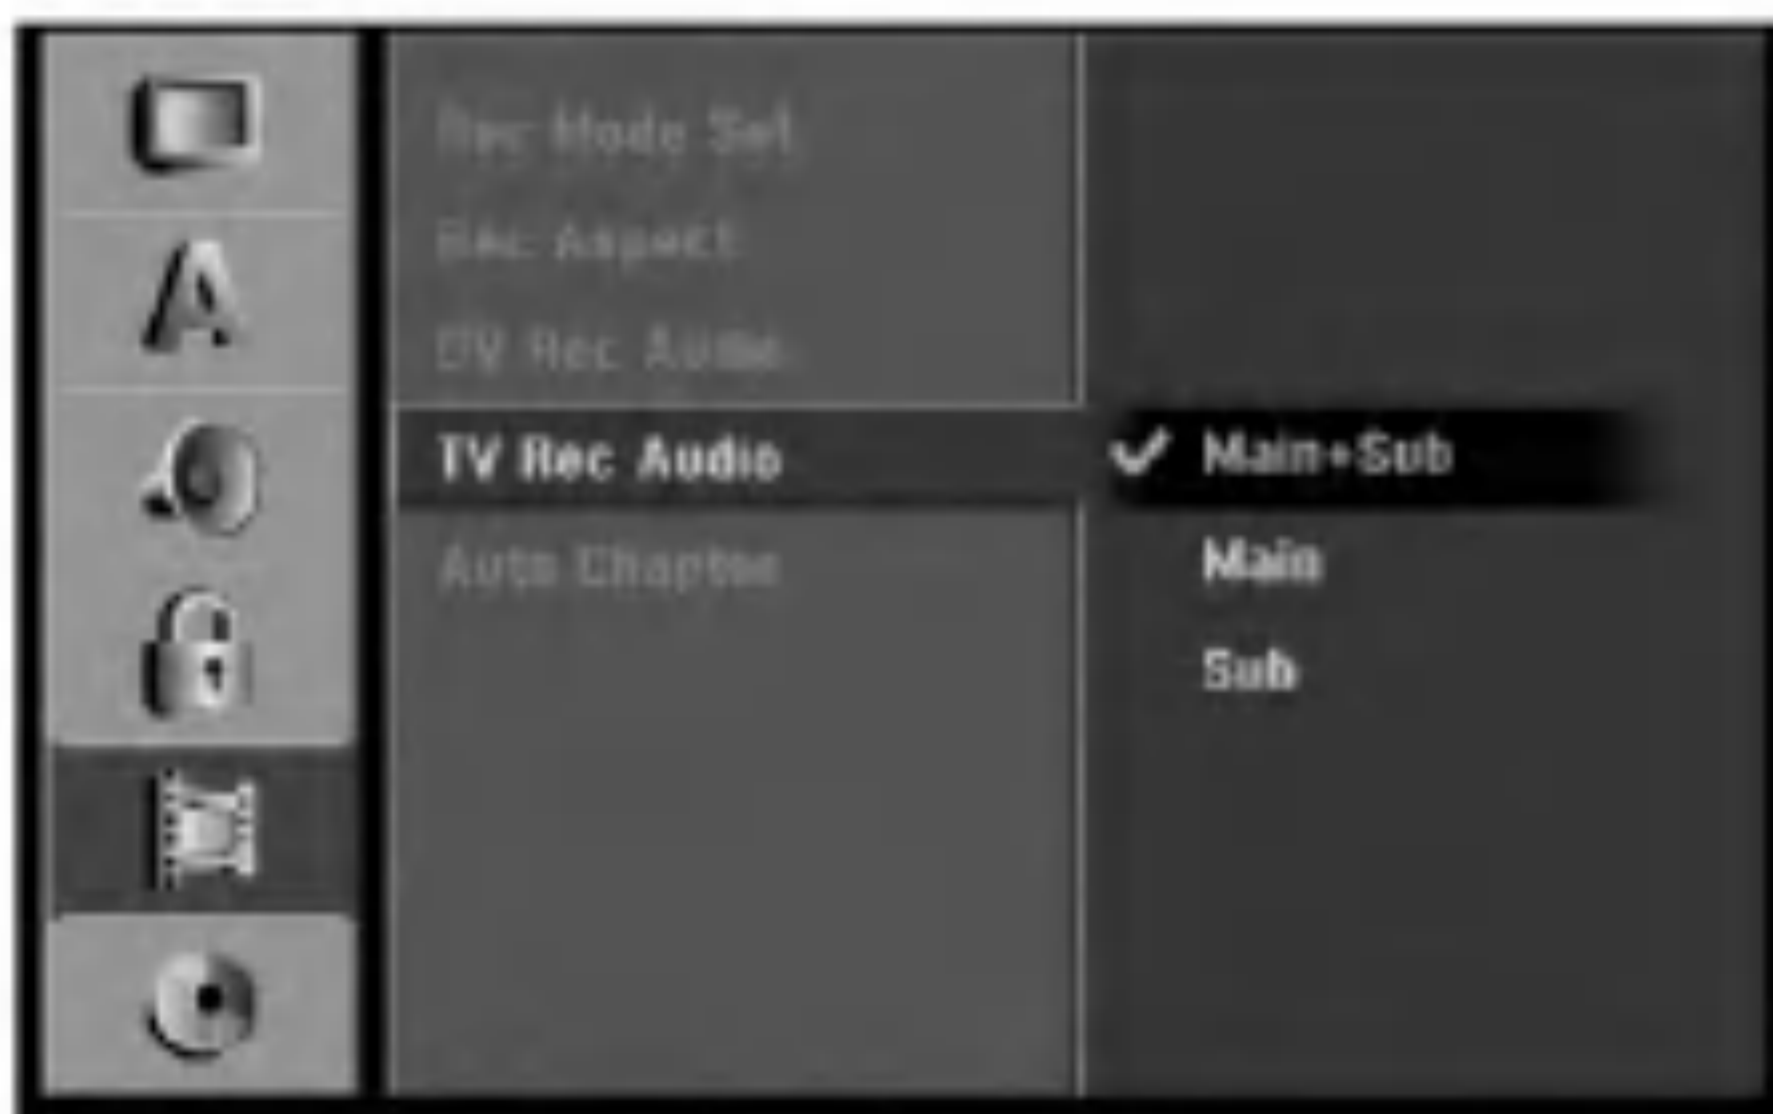 Rec Mode Set
Rec Aspect
DV Rec Audio
TV Rec Audio
Main+Sub
Auto Chapter
Main
Sub